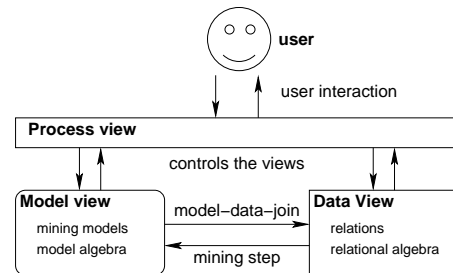 user
user interaction
Process view
controls the views
Model view
mining models
model algebra
model-data-join
mining step
Data View
relations
relational algebra